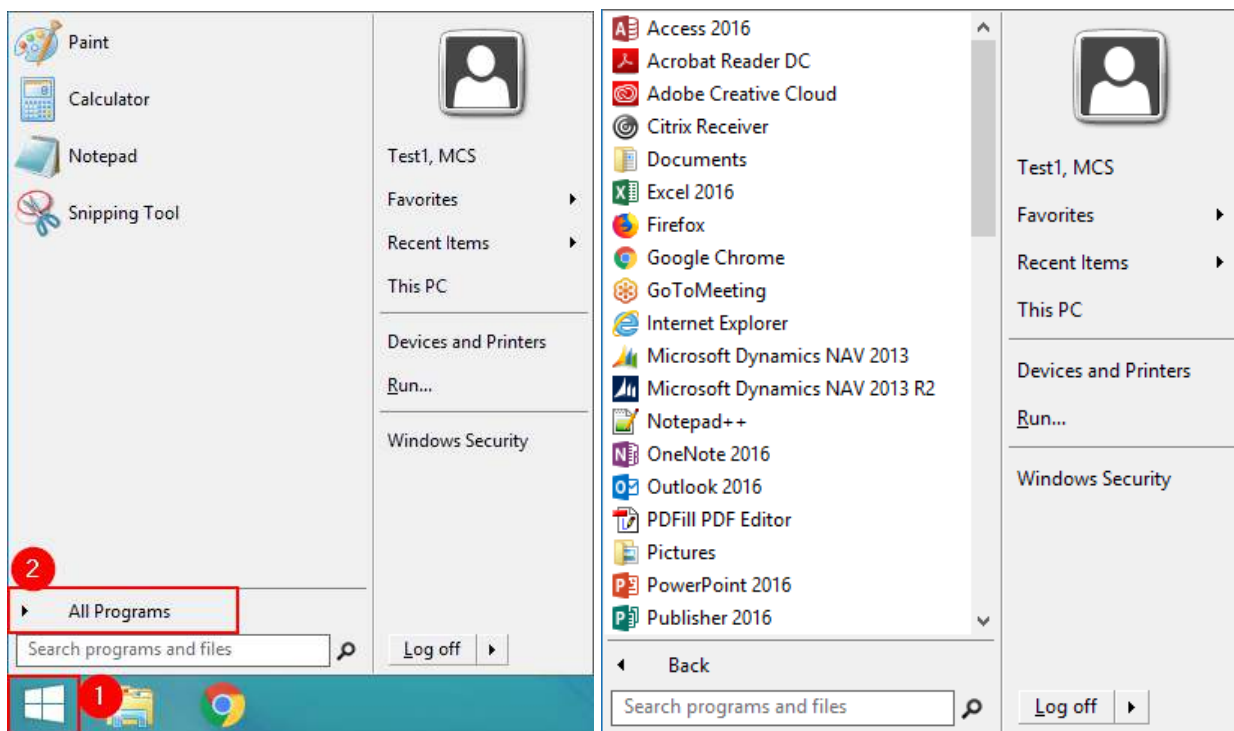 Paint
Calculator
Notepad
Snipping Tool
2
All Programs
Search programs and files
1
Test1, MCS
Favorites
Recent Items
This PC
Devices and Printers
Run...
Windows Security
Log off
Access 2016
Acrobat Reader DC
Adobe Creative Cloud
Citrix Receiver
Documents
Excel 2016
Firefox
Google Chrome
GoToMeeting
Internet Explorer
Microsoft Dynamics NAV 2013
Microsoft Dynamics NAV 2013 R2
Notepad++
OneNote 2016
Outlook 2016
PDFill PDF Editor
Pictures
PowerPoint 2016
Publisher 2016
Back
Search programs and files
Test1, MCS
Favorites
Recent Items
This PC
Devices and Printers
Run...
Windows Security
Log off